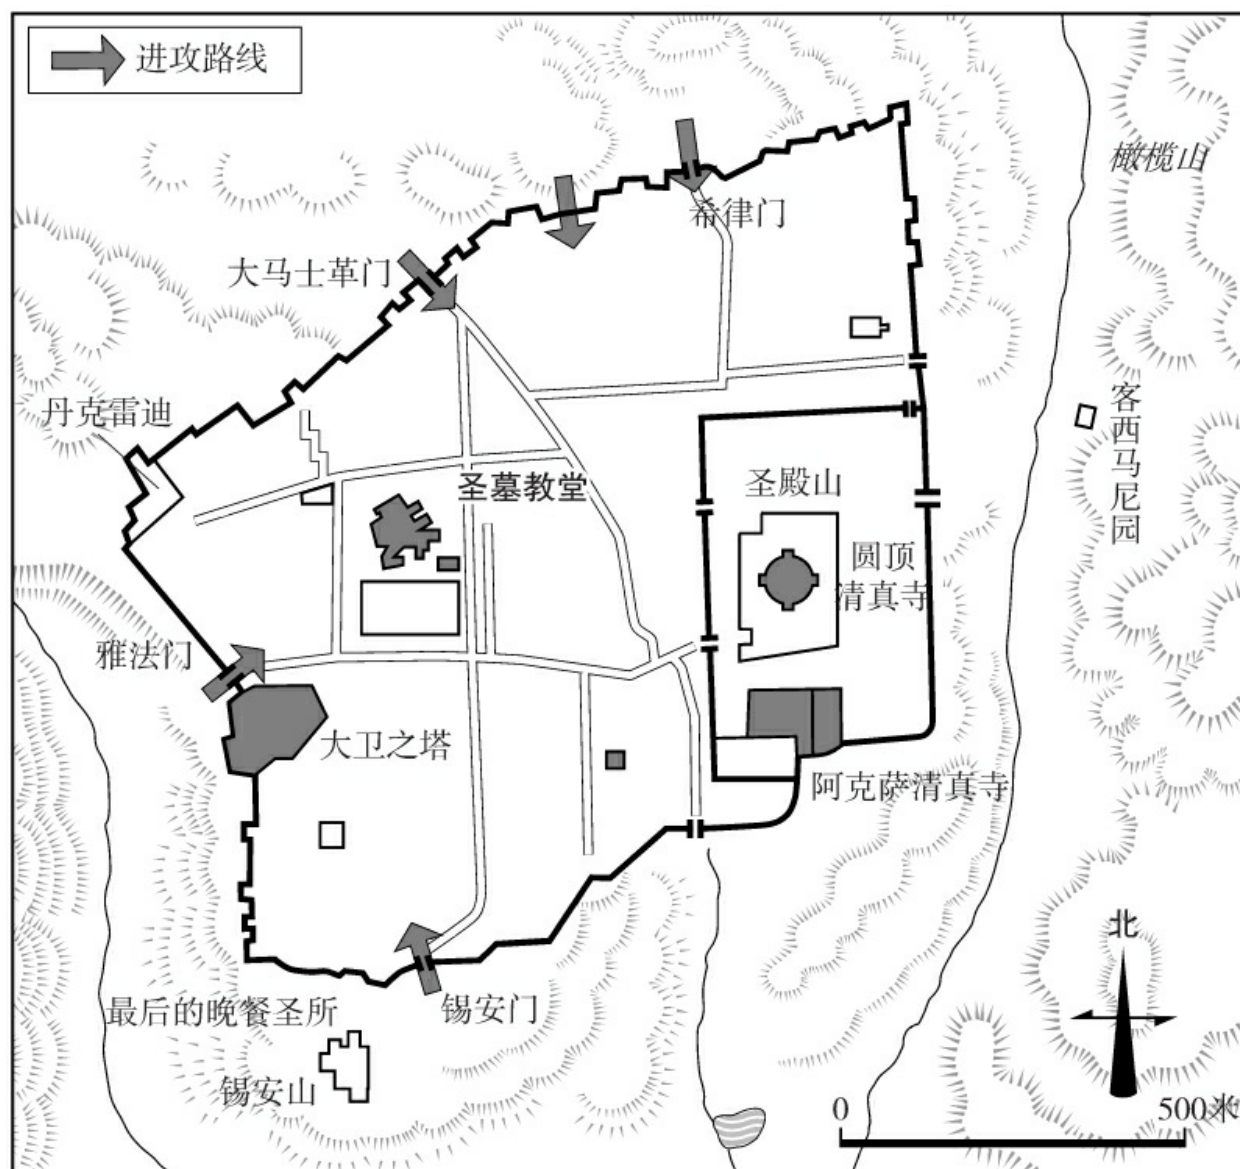 进攻路线
橄榄山
希律门
大马士革门
丹克雷迪
客西马尼园
圣墓教堂
圣殿山
圆顶
清真寺
雅法门
大卫之塔
阿克萨清真寺
北
最后的晚餐圣所
锡安门
锡安山
0
500米